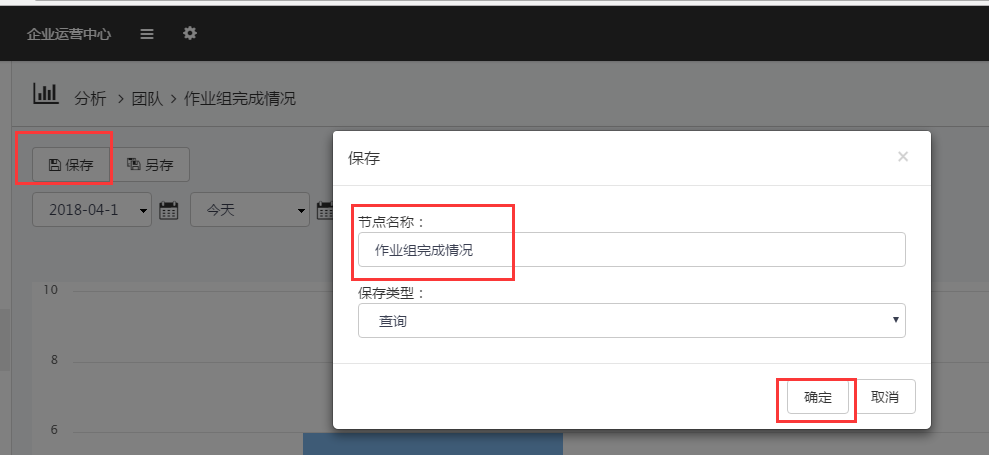 企业运营中心
分析 > 团队 > 作业组完成情况
保存 另存
2018-04-1 今天
10
8
6
保存 ×
节点名称：
作业组完成情况
保存类型：
查询
确定 取消